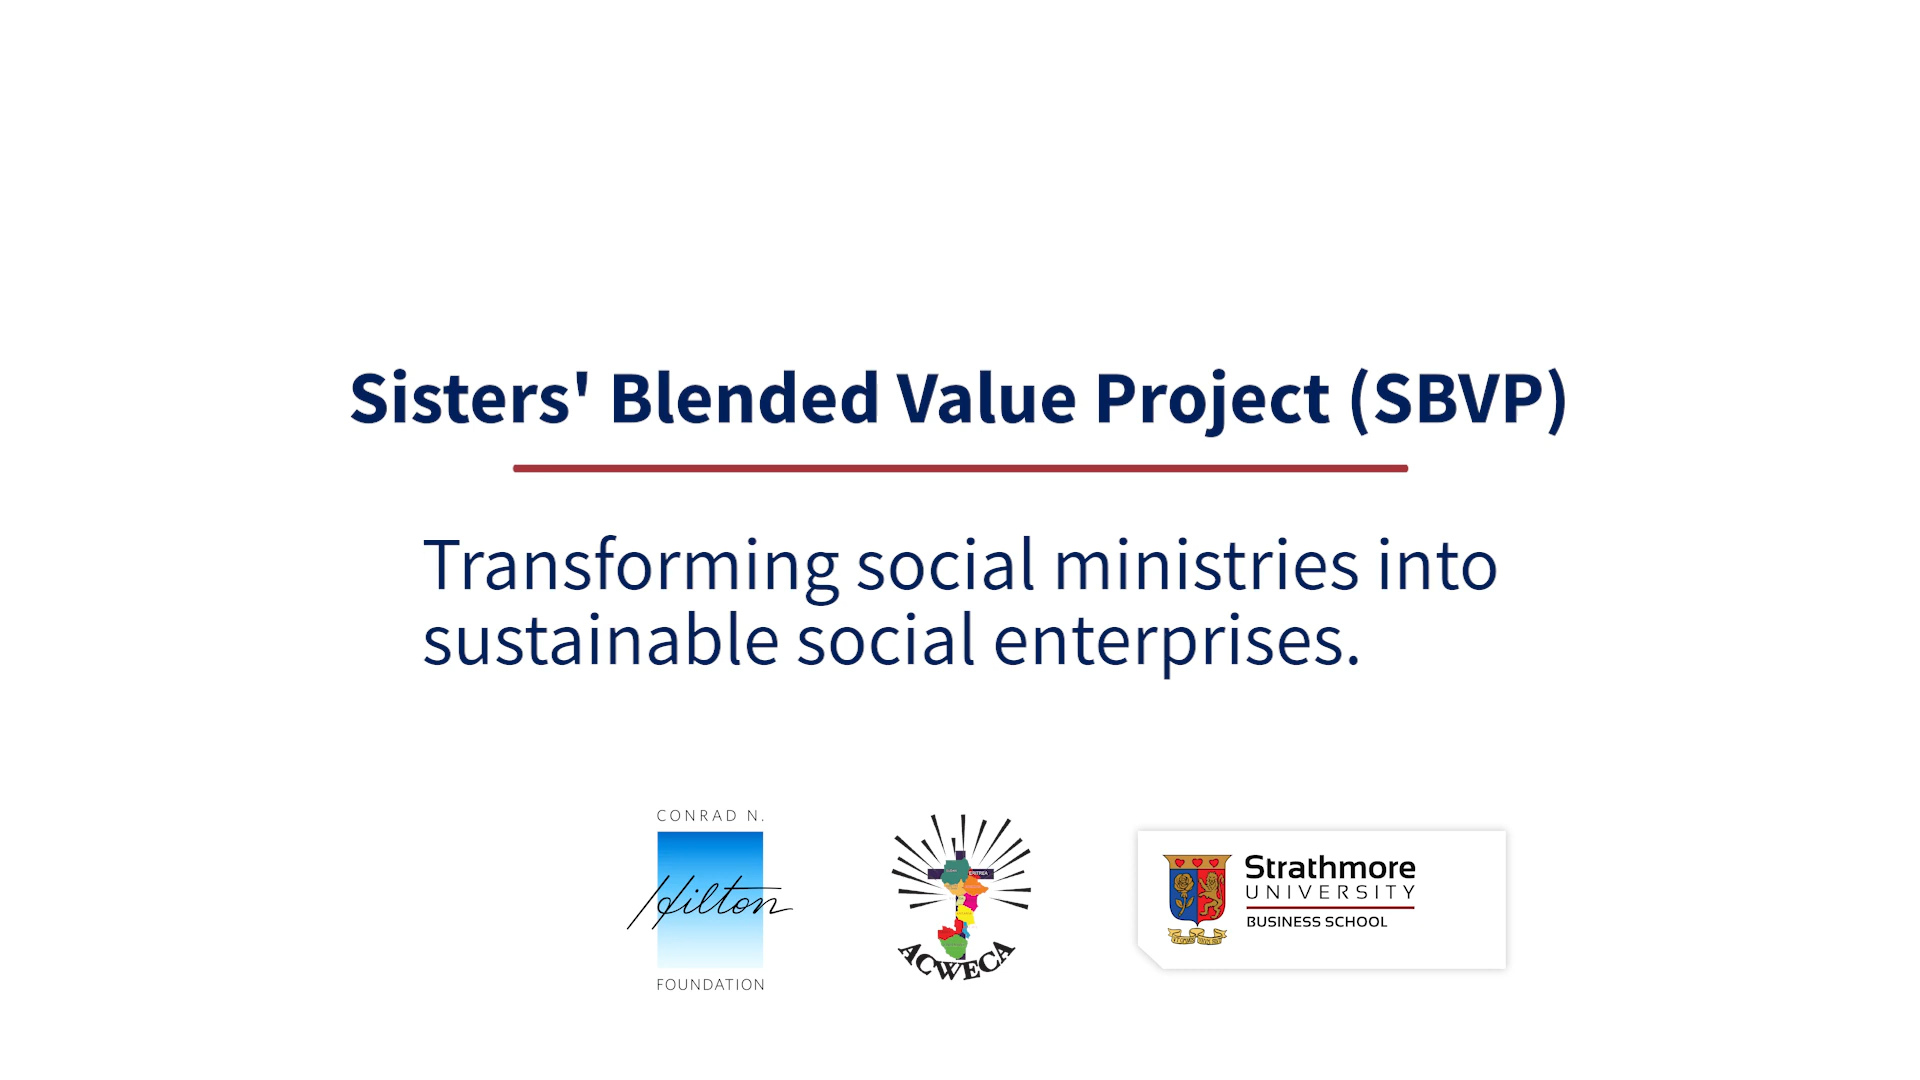 Sisters' Blended Value Project (SBVP)
Transforming social ministries into
sustainable social enterprises.
CONRAD N.
Hilton
FOUNDATION
ERITREA
ACWECA
Strathmore
UNIVERSITY
BUSINESS SCHOOL